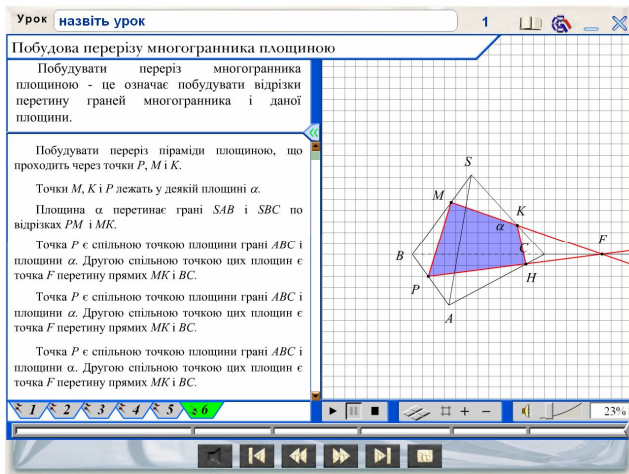 Урок назвіть урок 1
Побудова перерізу многогранника площиною
Побудувати переріз многогранника
площиною - це означає побудувати відрізки
перетину граней многогранника і даної
площини.
Побудувати переріз піраміди площиною, що
проходить через точки P, M і K.
Точки M, K і P лежать у деякій площині α.
Площина α перетинає грані SAB і SBC по
відрізках PM і MK.
Точка P є спільною точкою площини грані ABC і
площини α. Другою спільною точкою цих площин є
точка F перетину прямих MK і BC.
Точка P є спільною точкою площини грані ABC і
площини α. Другою спільною точкою цих площин є
точка F перетину прямих MK і BC.
Точка P є спільною точкою площини грані ABC і
площини α. Другою спільною точкою цих площин є
точка F перетину прямих MK і BC.
S
M
K
α
F
B
C
H
P
A
1 2 3 4 5 6
23%